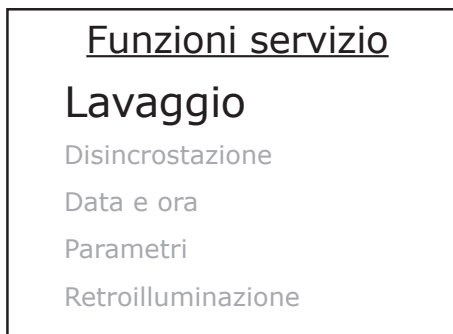 Funzioni servizio
Lavaggio
Disincrostazione
Data e ora
Parametri
Retroilluminazione